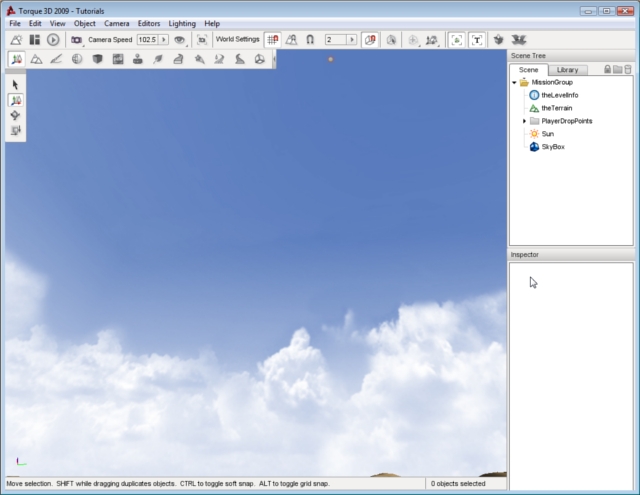 Torque 3D 2009 - Tutorials
File Edit View Object Camera Editors Lighting Help
Camera Speed 102.5 World Settings 2 T
Scene Tree
Scene Library
MissionGroup
theLevelInfo
theTerrain
PlayerDropPoints
Sun
SkyBox
Inspector
Move selection. SHIFT while dragging duplicates objects. CTRL to toggle soft snap. ALT to toggle grid snap. 0 objects selected